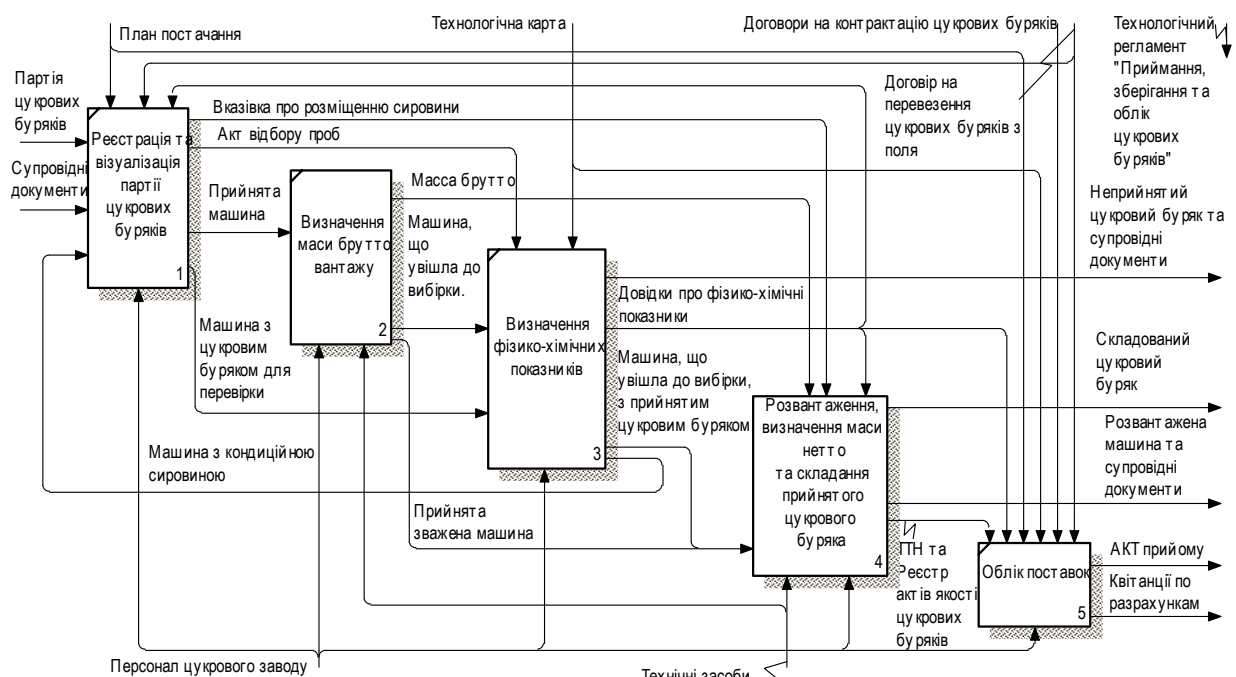 План постачання
Технологічна карта
Договори на контрактацію цукрових буряків
Технологічний
регламент
"Приймання,
зберігання та
облік
цукрових
буряків"
Партія
цукрових
буряків
Супровідні
документи
Договір на
перевезення
цукрових буряків з
поля
Вказівка про розміщенню сировини
Акт відбору проб
Реєстрація та
візуалізація
партії
цукрових
буряків
1
Прийнята
машина
Масса брутто
Визначення
маси брутто
вантажу
2
Машина,
що
увішла до
вибірки.
Неприйнятий
цукровий буряк та
супровідні
документи
Довідки про фізико-хімічні
показники
Визначення
фізико-хімічних
показників
3
Машина з
цукровим
буряком для
перевірки
Машина, що
увішла до вибірки,
з прийнятим
цукровим буряком
Складований
цукровий
буряк
Розвантаження,
визначення маси
нетто
та складання
прийнятого
цукрового
буряка
4
Розвантажена
машина та
супровідні
документи
Машина з кондиційною
сировиною
Прийнята
зважена машина
ТТН та
Реєстр
актів якості
цукрових
буряків
Облік поставок
5
АКТ прийому
Квітанції по
разрахункам
Персонал цукрового заводу
Технічні засоби